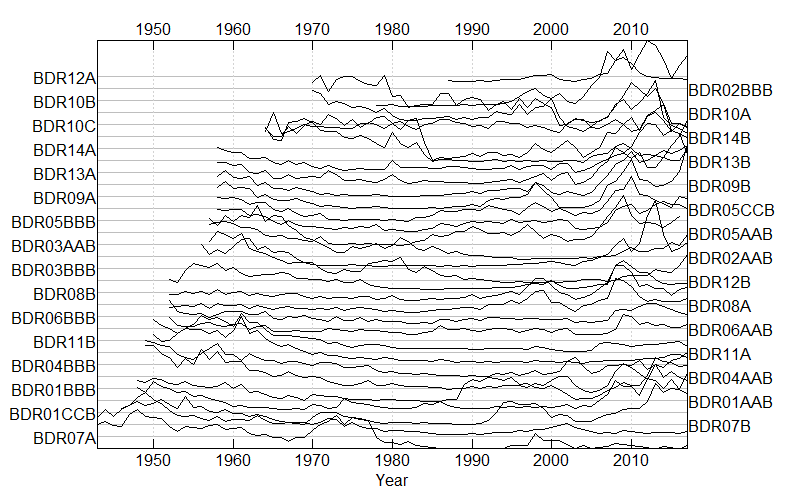 1950 1960 1970 1980 1990 2000 2010
BDR12A
BDR02BBB
BDR10B
BDR10A
BDR10C
BDR14B
BDR14A
BDR13B
BDR13A
BDR09B
BDR09A
BDR05CCB
BDR05BBB
BDR05AAB
BDR03AAB
BDR02AAB
BDR03BBB
BDR12B
BDR08B
BDR08A
BDR06BBB
BDR06AAB
BDR11B
BDR11A
BDR04BBB
BDR04AAB
BDR01BBB
BDR01AAB
BDR01CCB
BDR07B
BDR07A
1950 1960 1970 1980 1990 2000 2010
Year